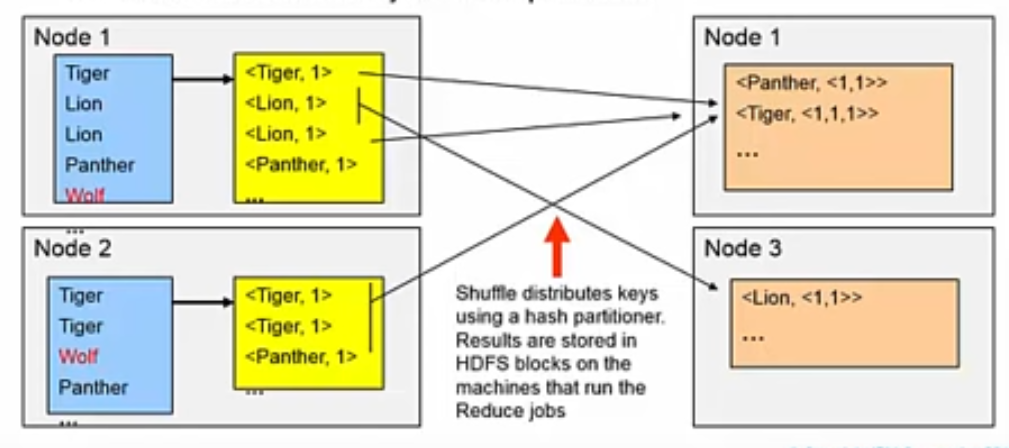 Node 1
Tiger
Lion
Lion
Panther
Wolf
...
<Tiger, 1>
<Lion, 1>
<Lion, 1>
<Panther, 1>
...
Node 2
Tiger
Tiger
Wolf
Panther
...
<Tiger, 1>
<Tiger, 1>
<Panther, 1>
...
Shuffle distributes keys
using a hash partitioner.
Results are stored in
HDFS blocks on the
machines that run the
Reduce jobs
Node 1
<Panther, <1,1>>
<Tiger, <1,1,1>>
...
Node 3
<Lion, <1,1>>
...